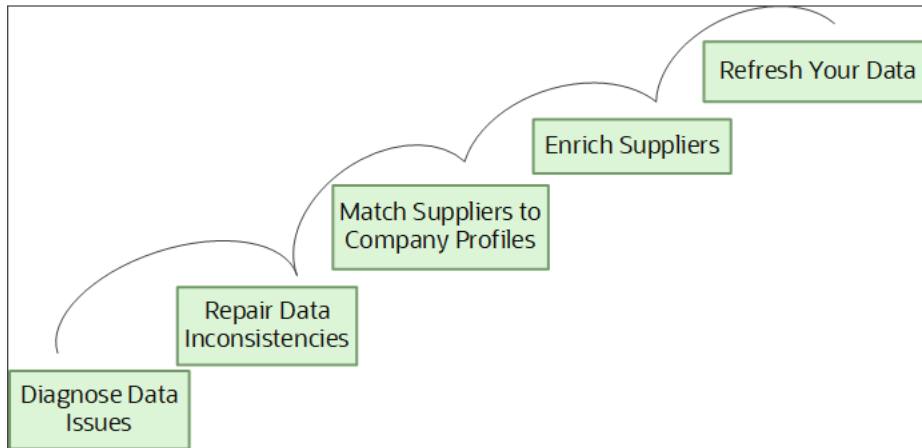 Refresh Your Data
Enrich Suppliers
Match Suppliers to
Company Profiles
Repair Data
Inconsistencies
Diagnose Data
Issues